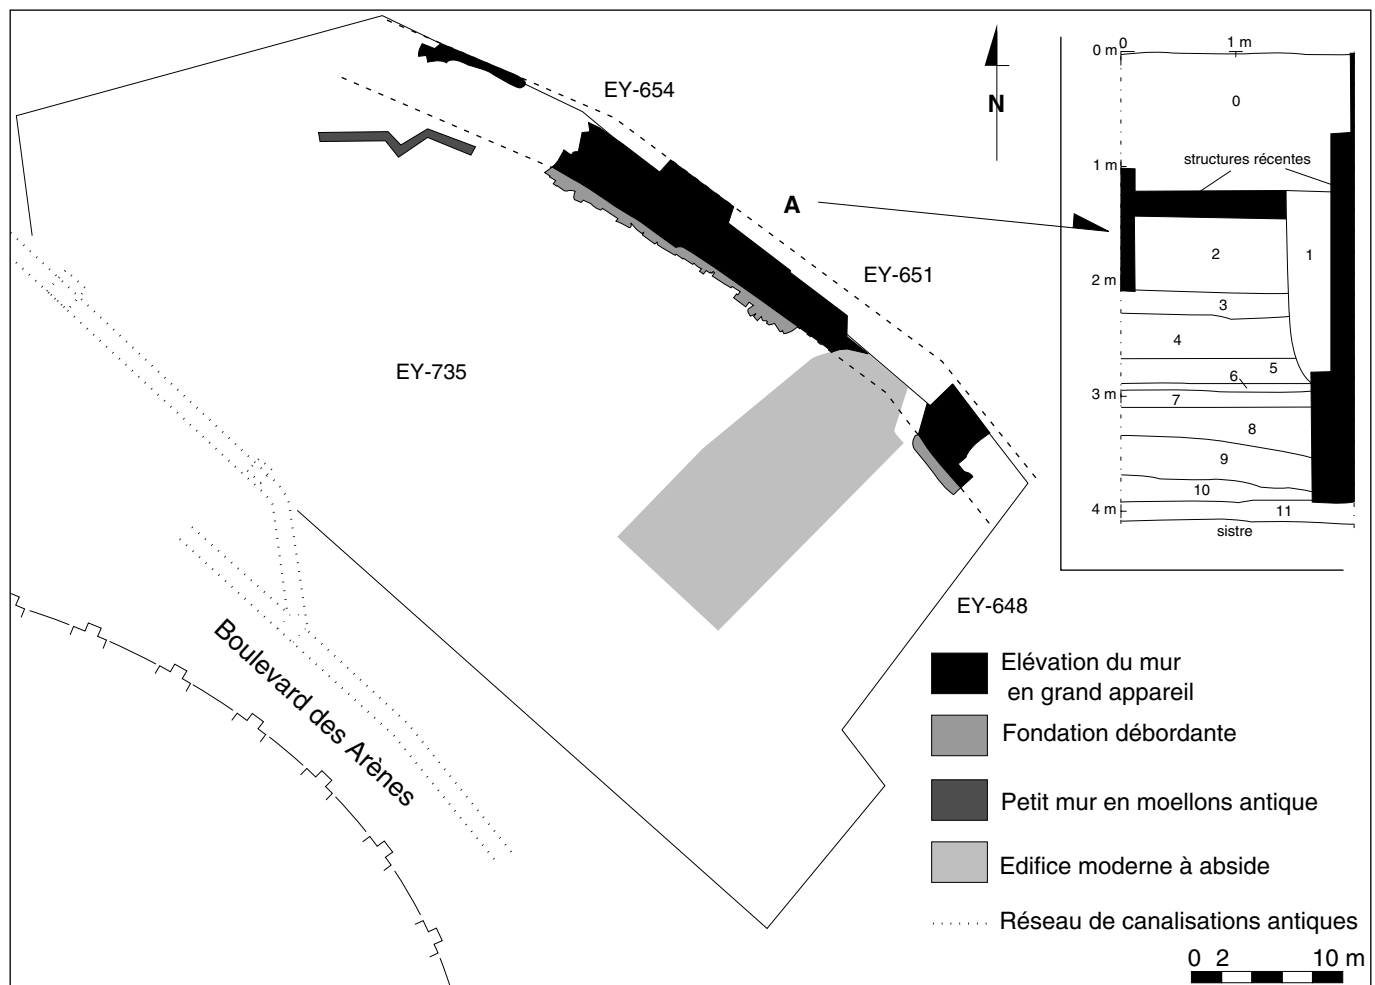 EY-654
N
A
EY-651
EY-735
EY-648
Boulevard des Arènes
0
1 m
0 m
0
structures récentes
1 m
2
1
2 m
3
4
5
6
3 m
7
8
9
10
4 m
11
sistre
Elévation du mur
en grand appareil
Fondation débordante
Petit mur en moellons antique
Edifice moderne à abside
Réseau de canalisations antiques
0 2 10 m